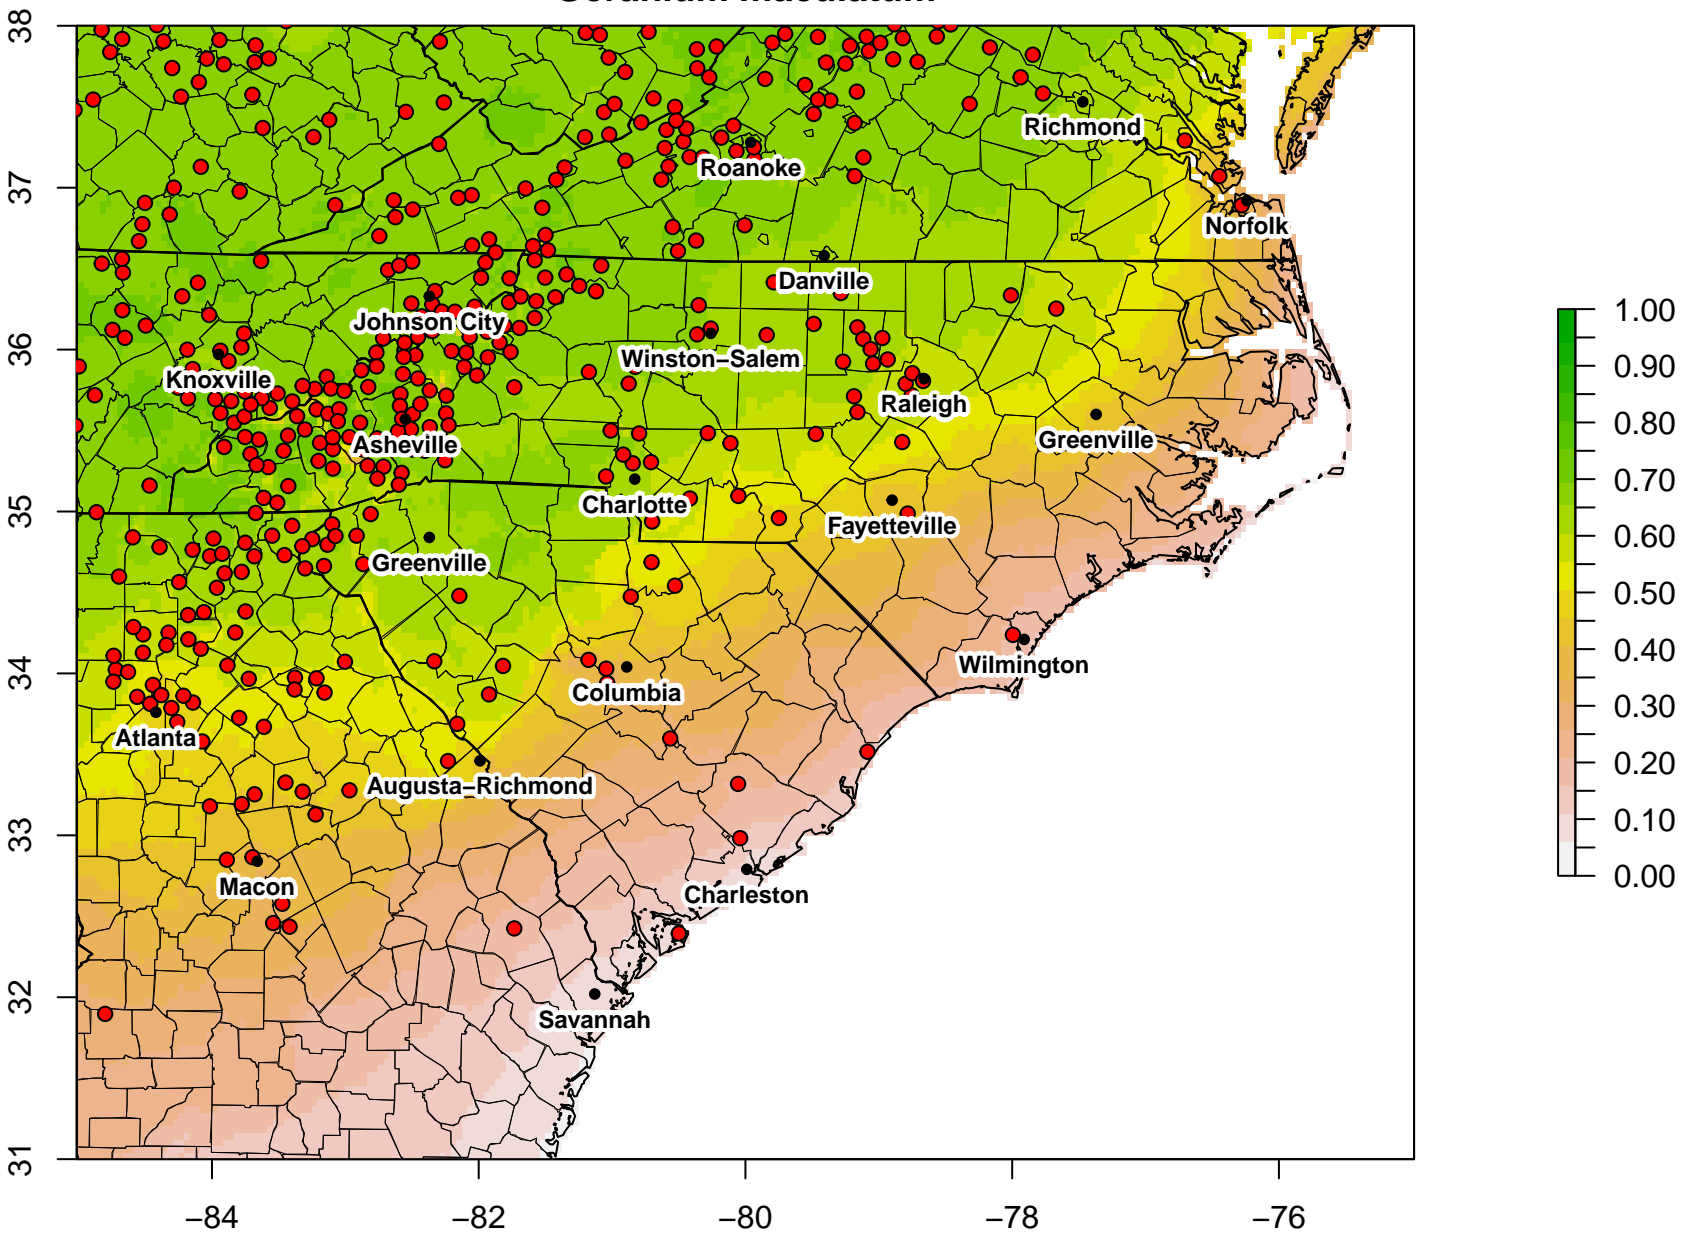 Geranium maculatum
38
37
36
35
34
33
32
31
−84
−82
−80
−78
−76
Richmond
Roanoke
Norfolk
Danville
Johnson City
Winston−Salem
Knoxville
Raleigh
Greenville
Asheville
Charlotte
Fayetteville
Greenville
Wilmington
Columbia
Atlanta
Augusta−Richmond
Macon
Charleston
Savannah
1.00
0.90
0.80
0.70
0.60
0.50
0.40
0.30
0.20
0.10
0.00